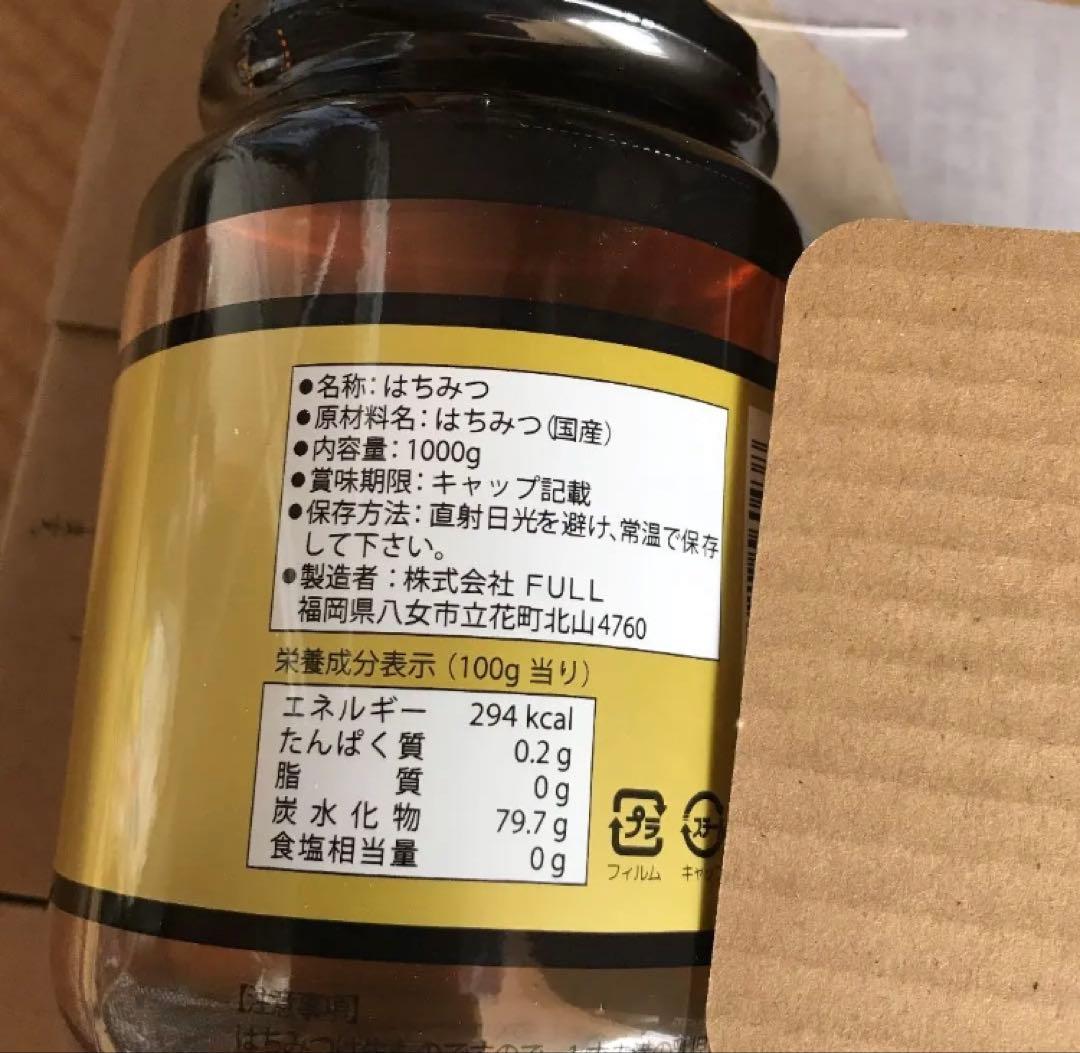 ●名称：はちみつ
●原材料名：はちみつ（国産）
●内容量：1000g
●賞味期限：キャップ記載
●保存方法：直射日光を避け、常温で保存
して下さい。
●製造者：株式会社 FULL
福岡県八女市立花町北山4760
栄養成分表示（100g 当り）
エネルギー 294 kcal
たんぱく質 0.2 g
脂質 0 g
炭水化物 79.7 g
食塩相当量 0 g
プラ
フィルム
【注意事項】